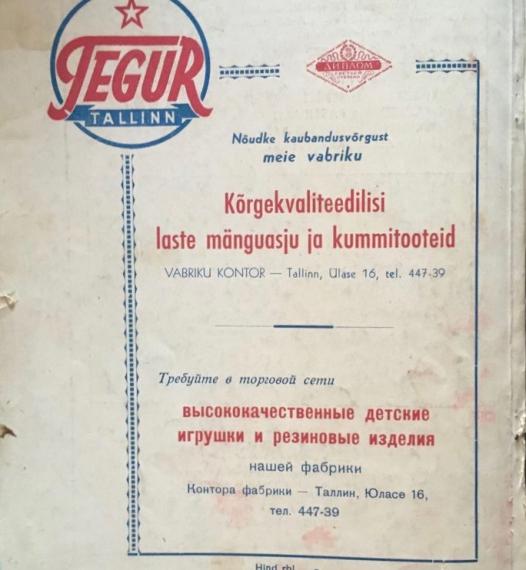 TEGUR
TALLINN
ДИПЛОМ
Nõudke kaubandusvõrgust
meie vabriku
Kõrgekvaliteedilisi
laste mänguasju ja kummitooteid
VABRIKU KONTOR — Tallinn, Ülase 16, tel. 447-39
Требуйте в торговой сети
высококачественные детские
игрушки и резиновые изделия
нашей фабрики
Контора фабрики — Таллин, Юласе 16,
тел. 447-39
Hind rbl.